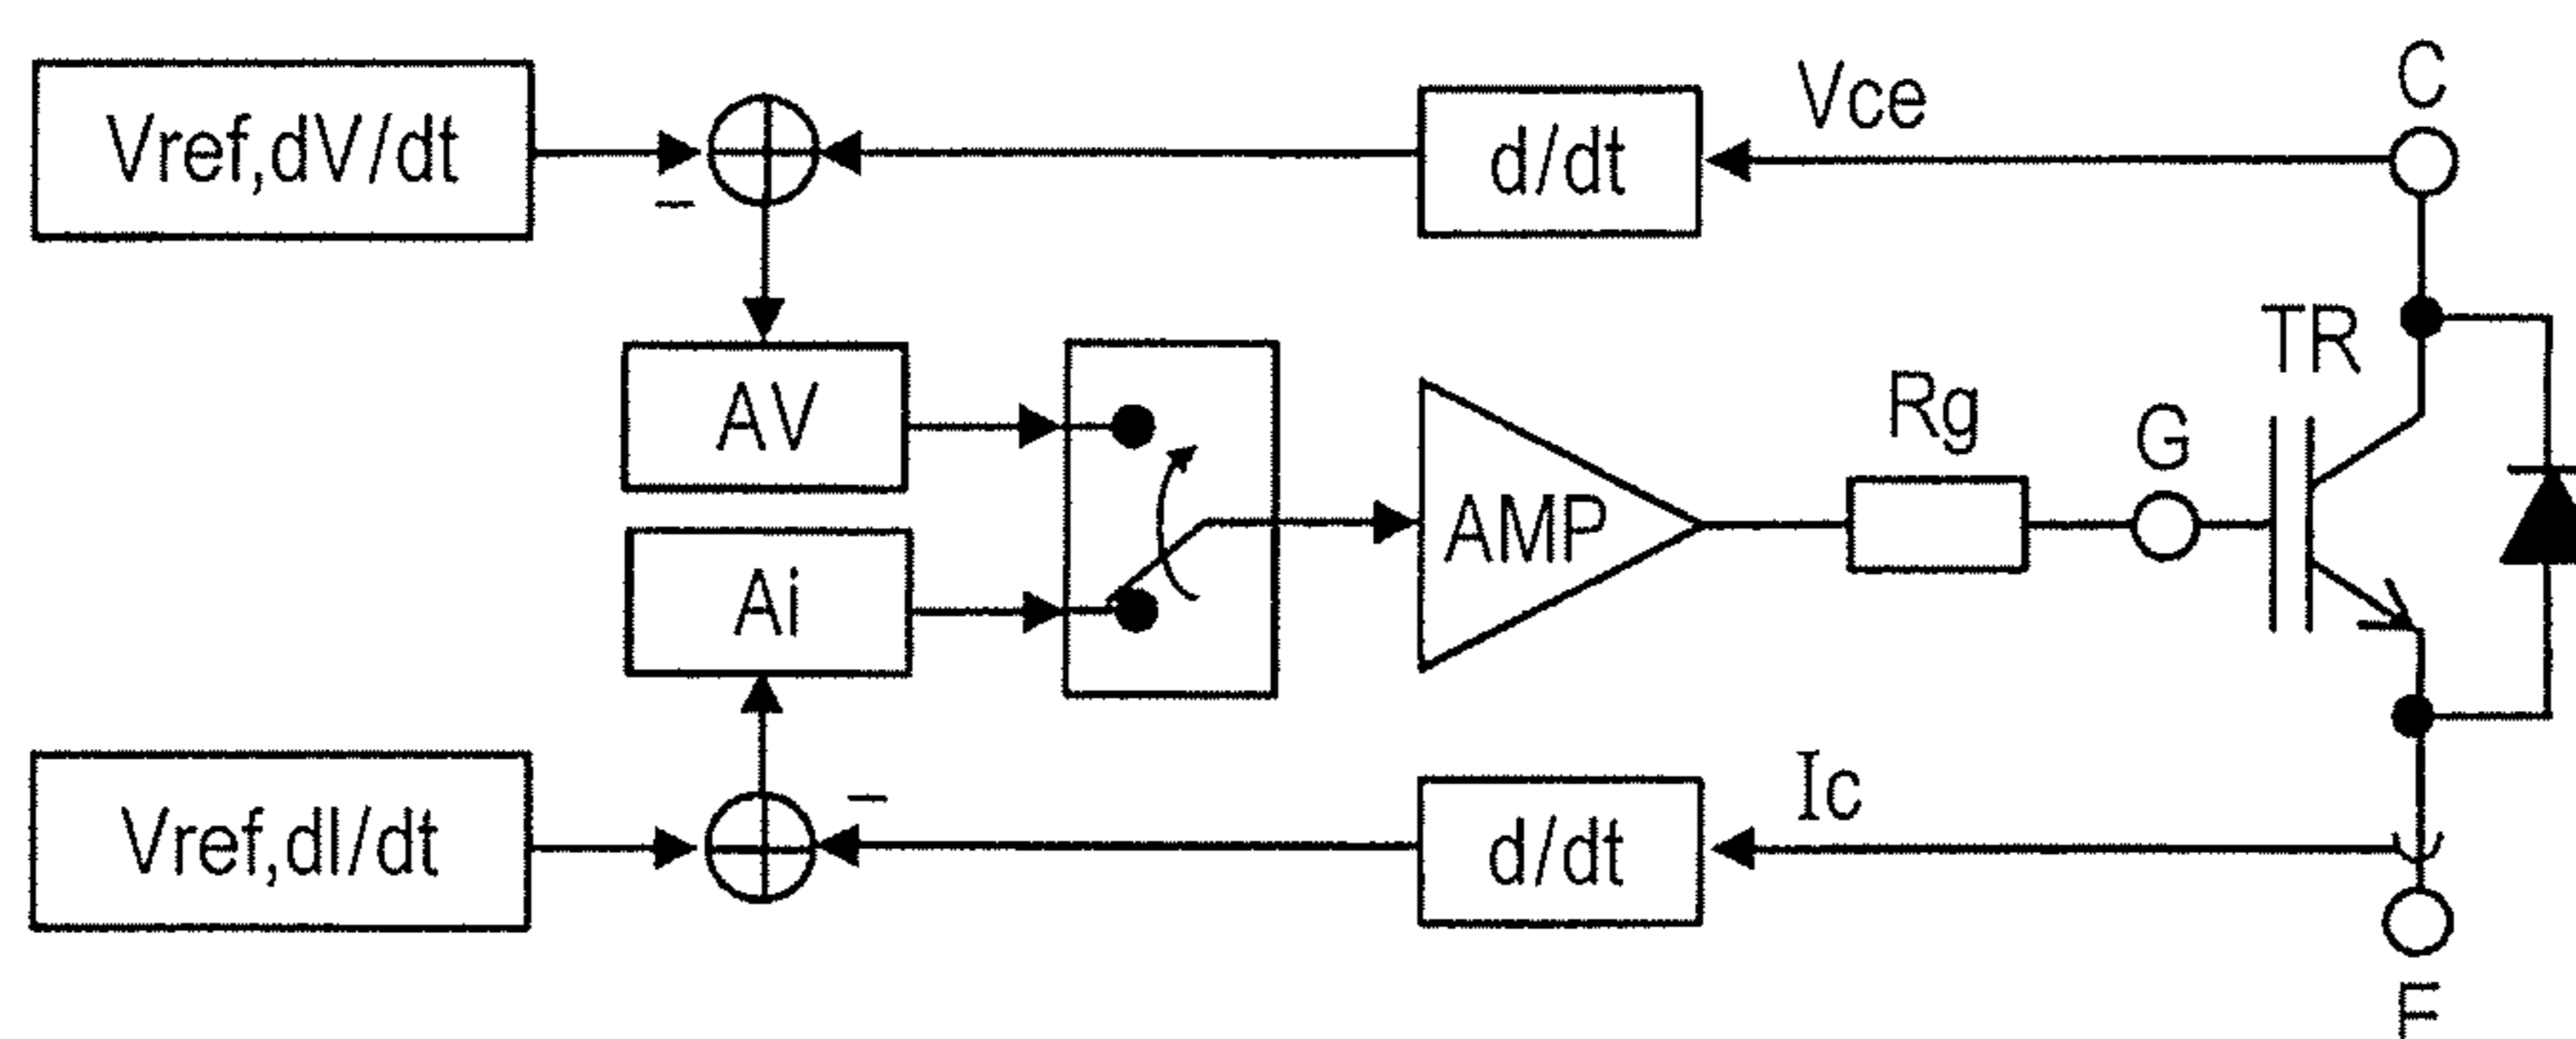 C
Vce
Vref,dV/dt
d/dt
−
TR
AV
Rg
G
AMP
Ai
Ic
−
Vref,dI/dt
d/dt